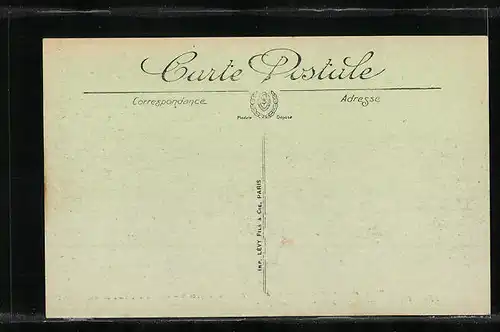 Carte Postale
Correspondance
Adresse
Modèle Déposé
IMP. LÉVY FILS & CIE, PARIS